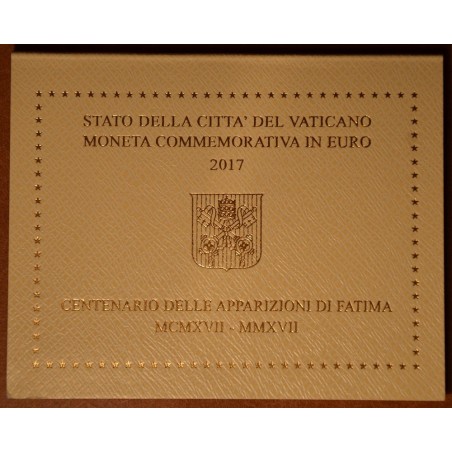 STATO DELLA CITTA' DEL VATICANO
MONETA COMMEMORATIVA IN EURO
2017
CENTENARIO DELLE APPARIZIONI DI FATIMA
MCMXVII - MMXVII